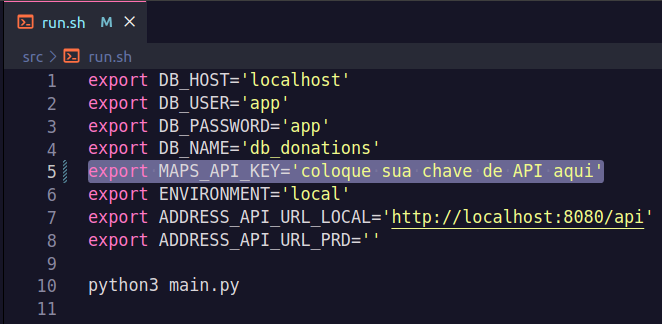 run.sh M ×
src > run.sh
1 export DB_HOST='localhost'
2 export DB_USER='app'
3 export DB_PASSWORD='app'
4 export DB_NAME='db_donations'
5 export MAPS_API_KEY='coloque sua chave de API aqui'
6 export ENVIRONMENT='local'
7 export ADDRESS_API_URL_LOCAL='http://localhost:8080/api'
8 export ADDRESS_API_URL_PRD=''
9
10 python3 main.py
11